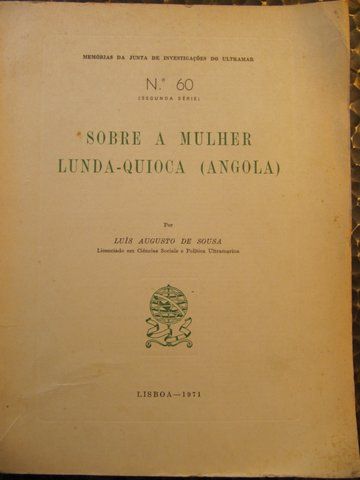 MEMÓRIAS DA JUNTA DE INVESTIGAÇÕES DO ULTRAMAR
N.º 60
(SEGUNDA SÉRIE)
SOBRE A MULHER
LUNDA-QUIOCA (ANGOLA)
Por
LUÍS AUGUSTO DE SOUSA
Licenciado em Ciências Sociais e Política Ultramarina
LISBOA—1971